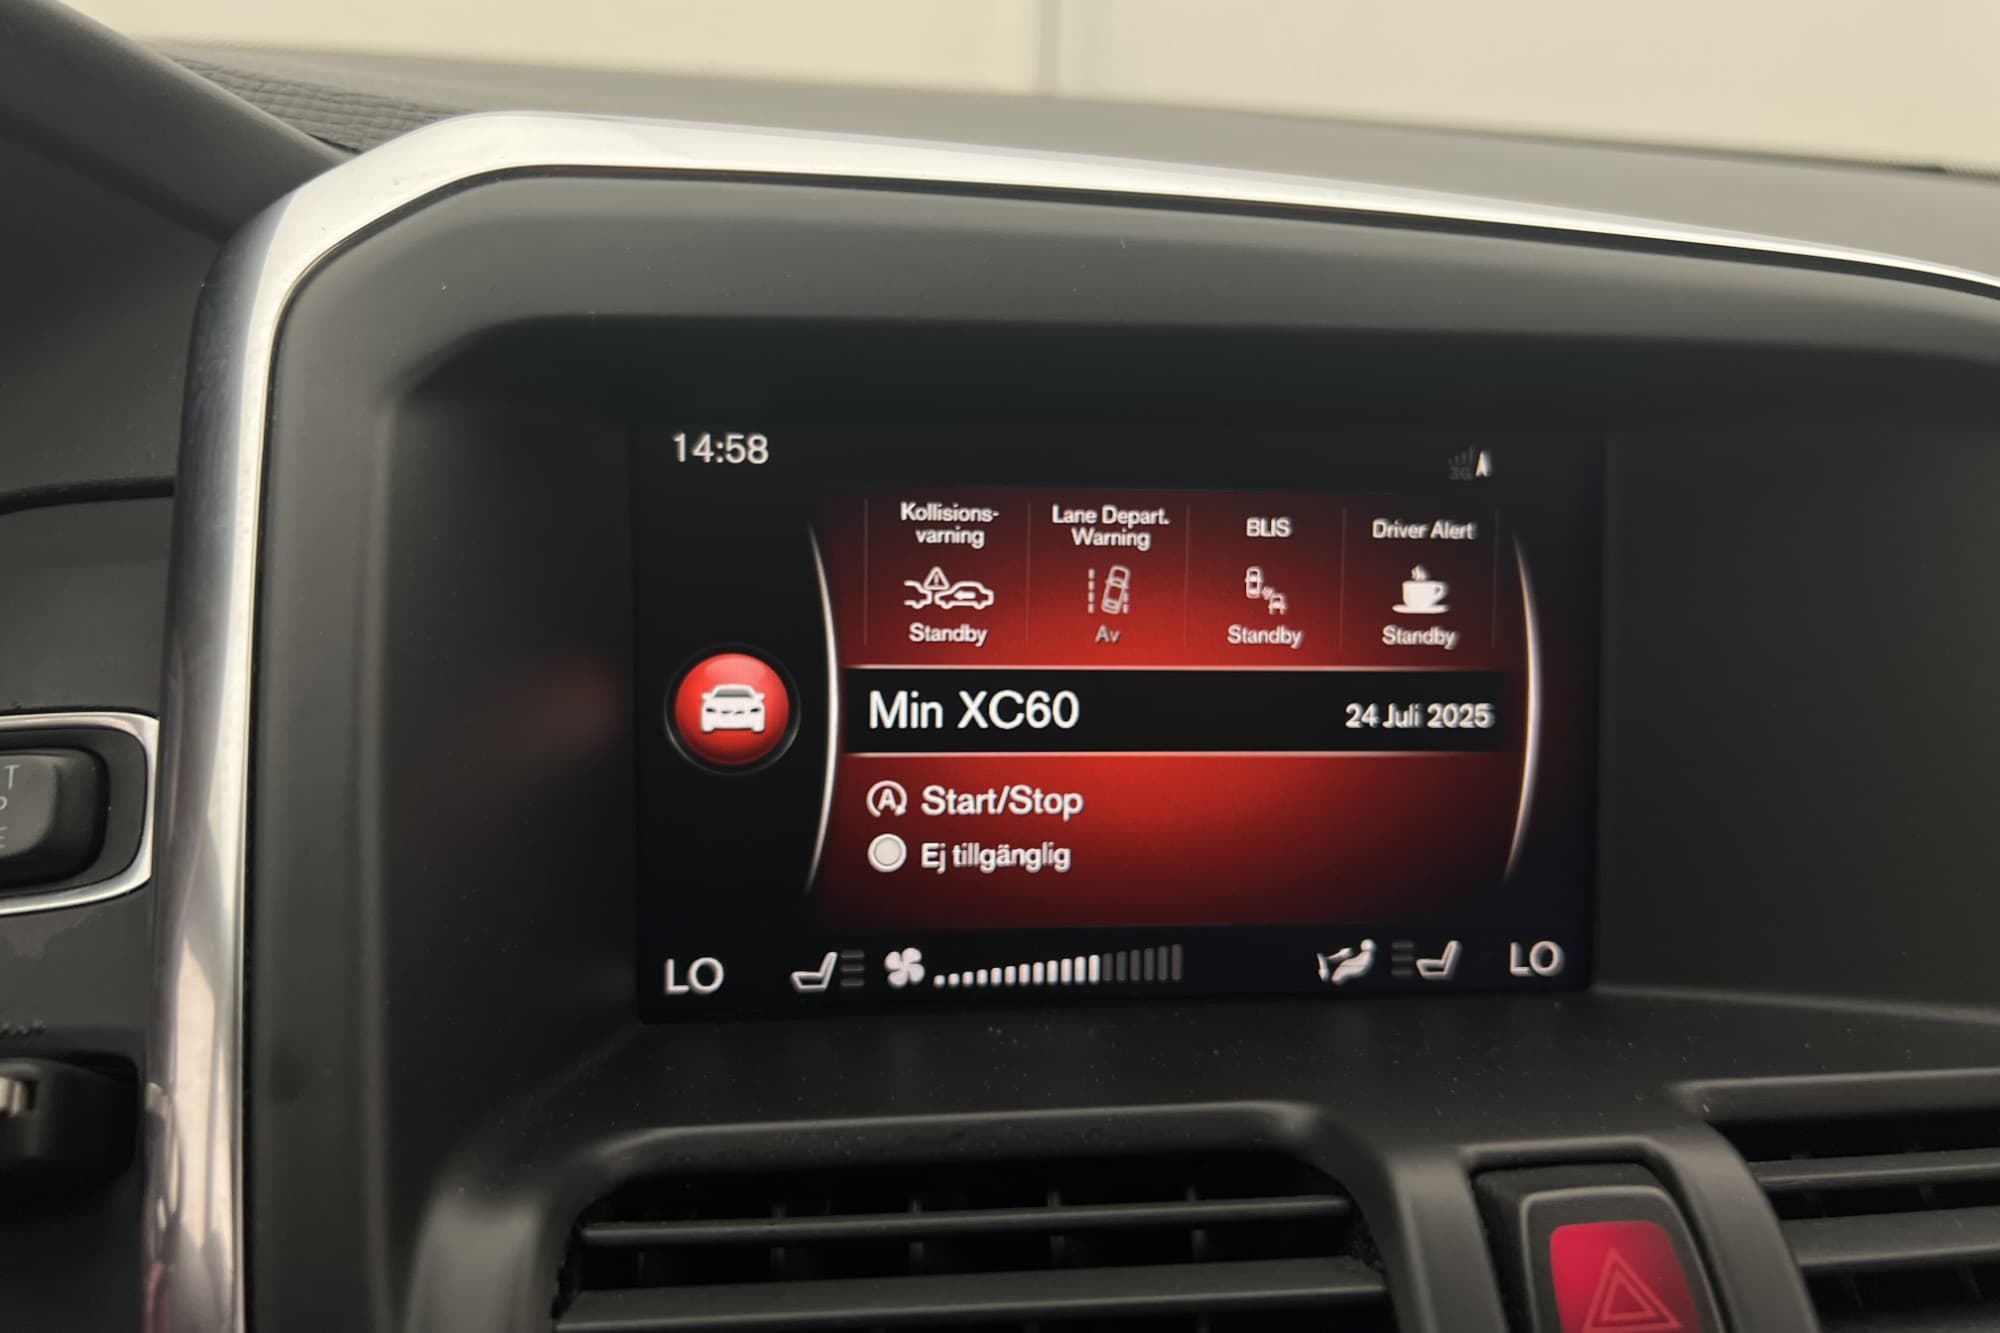 14:58
3G
Kollisions-
varning
Lane Depart.
Warning
BLIS
Driver Alert
Standby
Av
Standby
Standby
Min XC60
24 Juli 2025
A Start/Stop
Ej tillgänglig
LO
LO